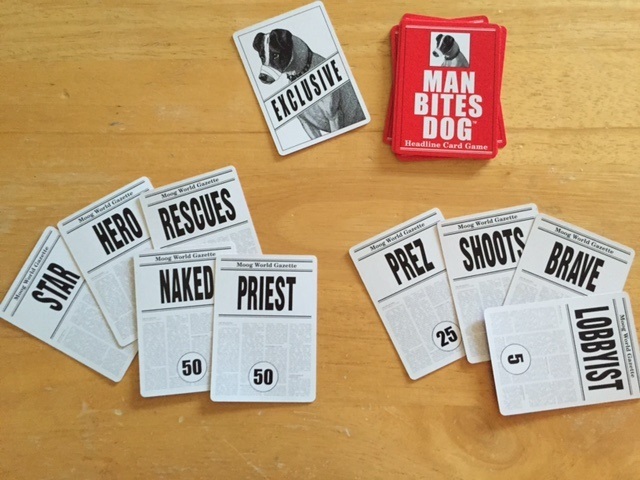 EXCLUSIVE
MAN
BITES
DOG™
Headline Card Game
Moog World Gazette
STAR
Moog World Gazette
HERO
Moog World Gazette
RESCUES
Moog World Gazette
NAKED
50
Moog World Gazette
PRIEST
50
Moog World Gazette
PREZ
25
Moog World Gazette
SHOOTS
Moog World Gazette
BRAVE
Moog World Gazette
LOBBYIST
5